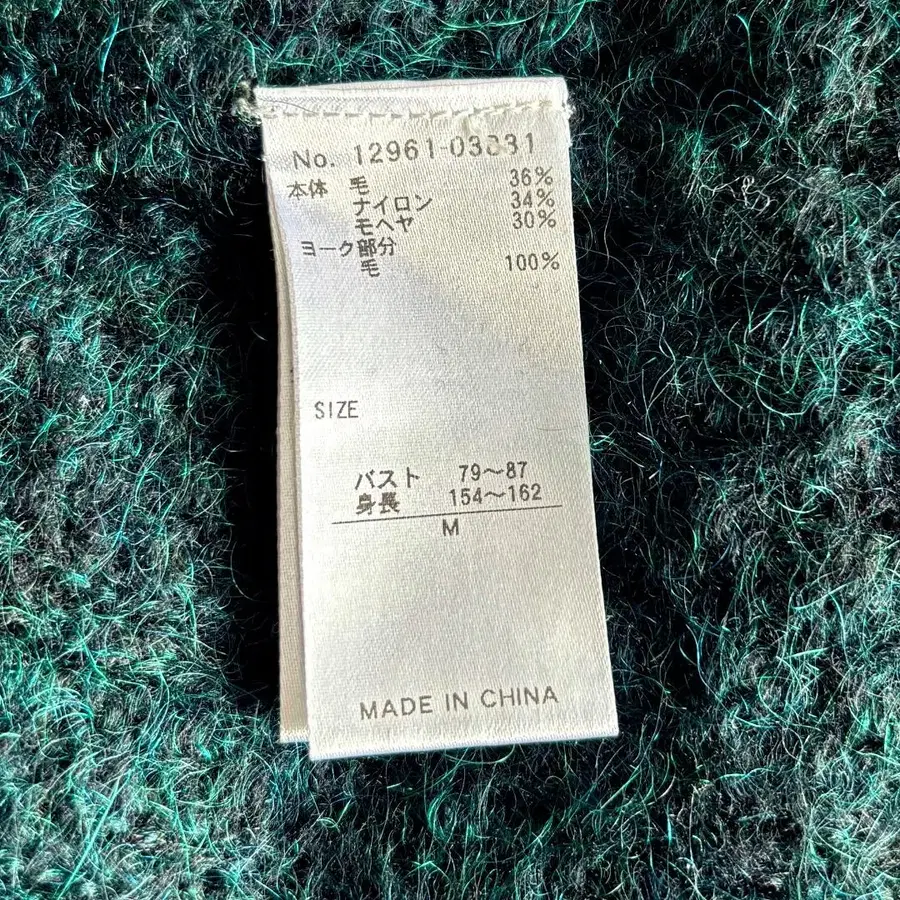 No. 12961-03831
本体 毛 36%
ナイロン 34%
モヘヤ 30%
ヨーク部分
毛 100%
SIZE
バスト 79〜87
身長 154〜162
M
MADE IN CHINA